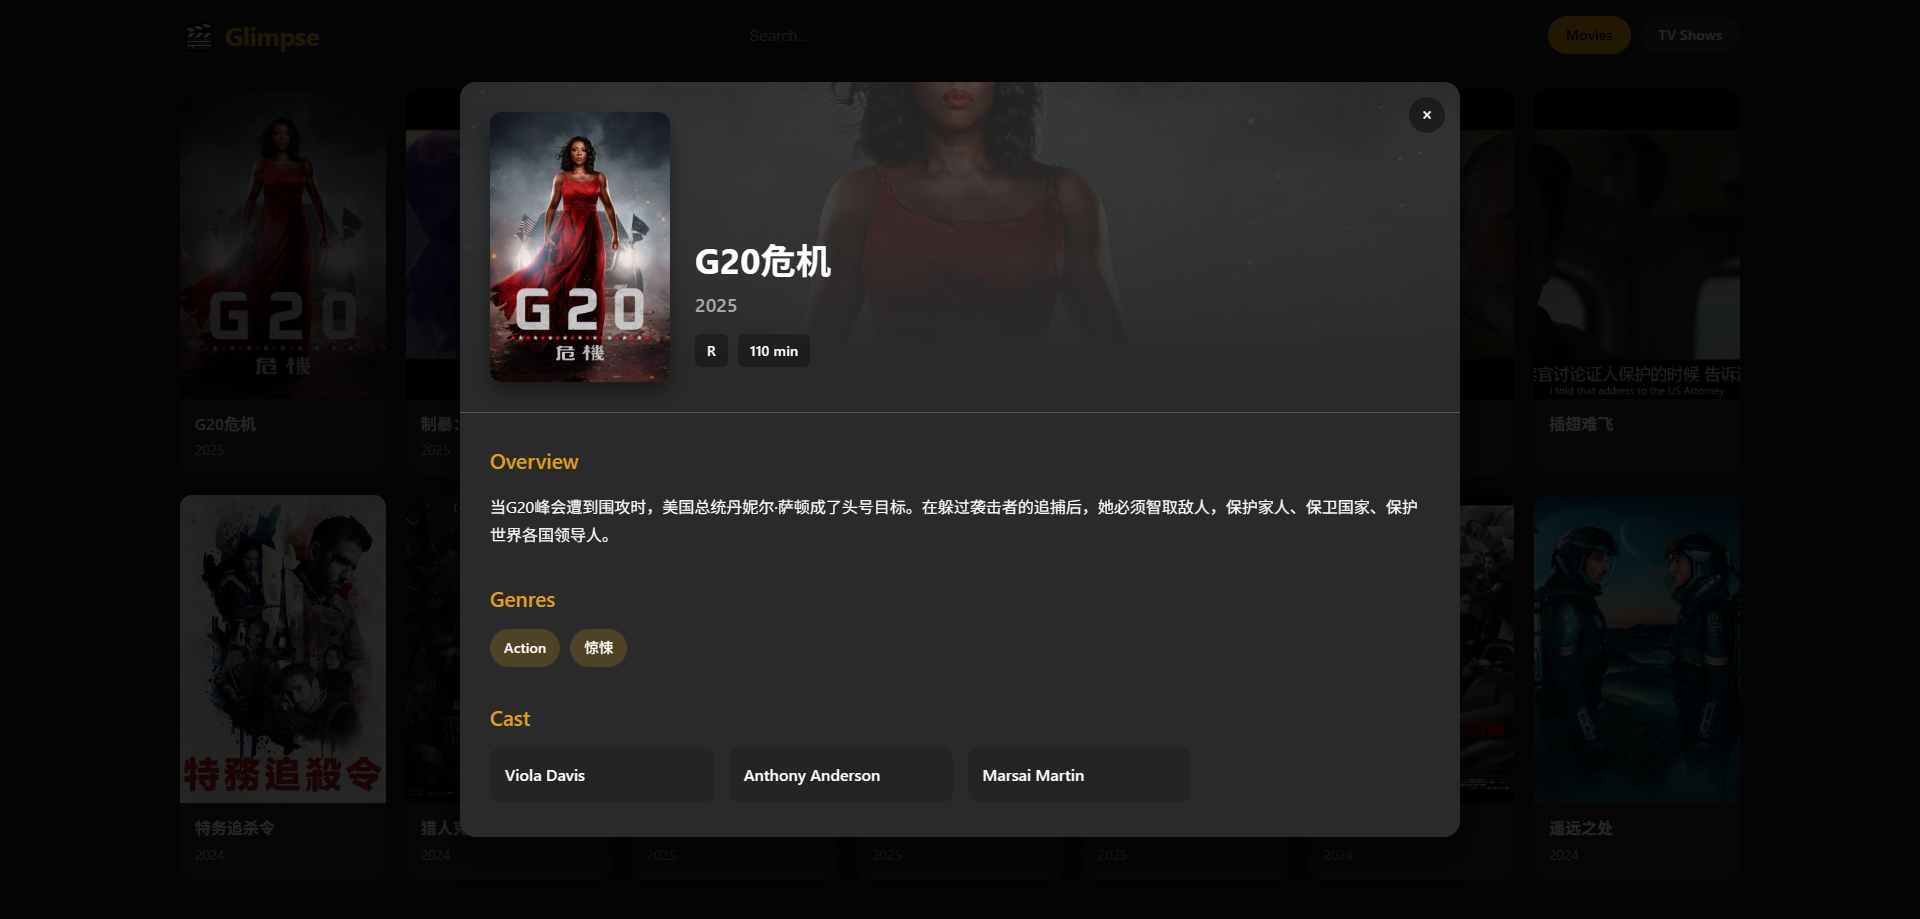 Glimpse
Search...
Movies
TV Shows
×
G20
危機
G20危机
2025
R
110 min
Overview
当G20峰会遭到围攻时，美国总统丹妮尔·萨顿成了头号目标。在躲过袭击者的追捕后，她必须智取敌人，保护家人、保卫国家、保护
世界各国领导人。
Genres
Action
惊悚
Cast
Viola Davis
Anthony Anderson
Marsai Martin
G20
危機
G20危机
2025
制暴：
2025
官讨论证人保护的时候 告诉
I told that address to the US Attorney
插翅难飞
特務追殺令
特务追杀令
2024
猎人克
2024
2025
2025
2025
2024
遥远之处
2024